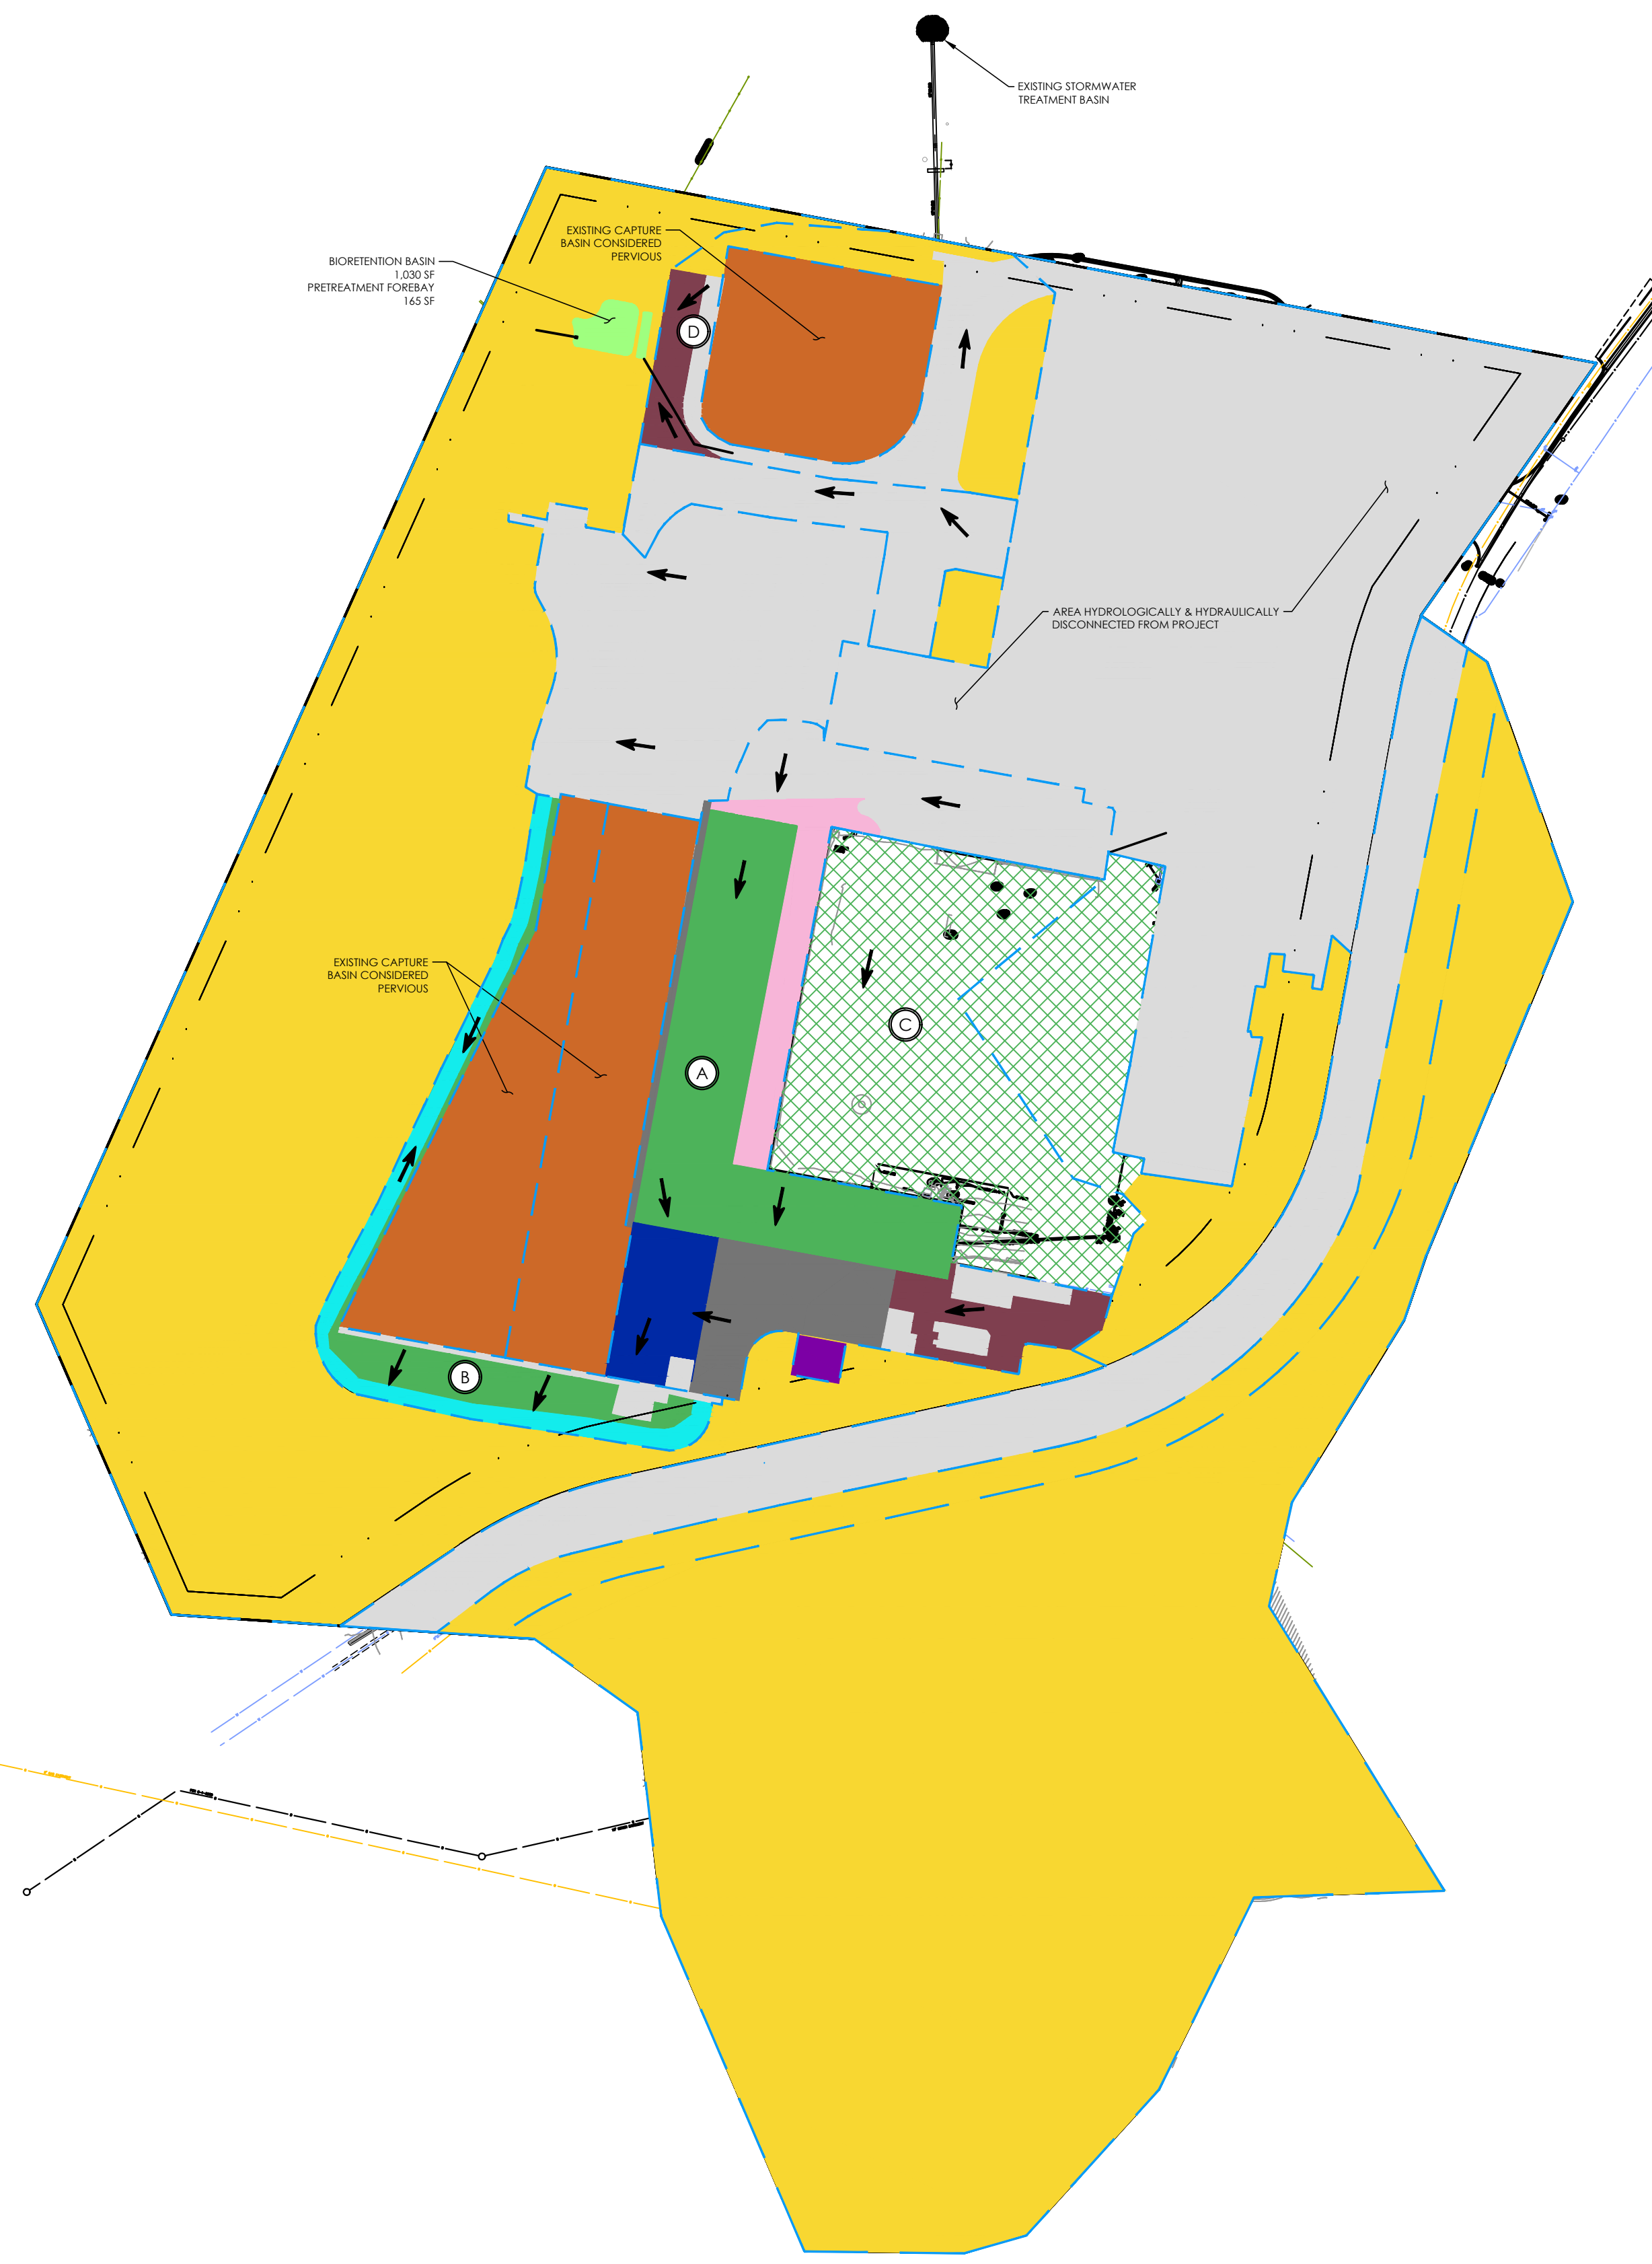 EXISTING STORMWATER
TREATMENT BASIN
EXISTING CAPTURE
BASIN CONSIDERED
PERVIOUS
BIORETENTION BASIN
1,030 SF
PRETREATMENT FOREBAY
165 SF
D
AREA HYDROLOGICALLY & HYDRAULICALLY
DISCONNECTED FROM PROJECT
EXISTING CAPTURE
BASIN CONSIDERED
PERVIOUS
C
A
B